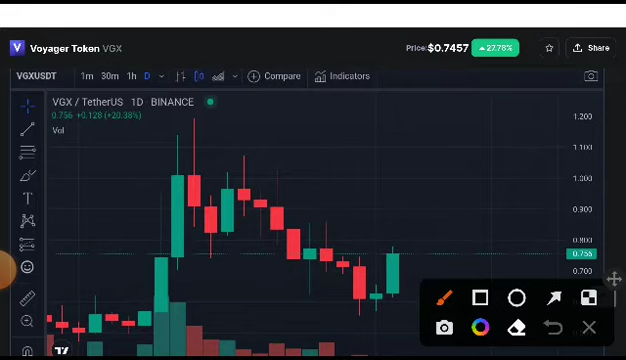 Voyager Token VGX
Price: $0.7457 27.78%
Share
VGXUSDT 1m 30m 1h D Compare Indicators
VGX / TetherUS 1D BINANCE
0.756 +0.128 (+20.38%)
Vol
1.200
1.100
1.000
0.900
0.800
0.756
0.700